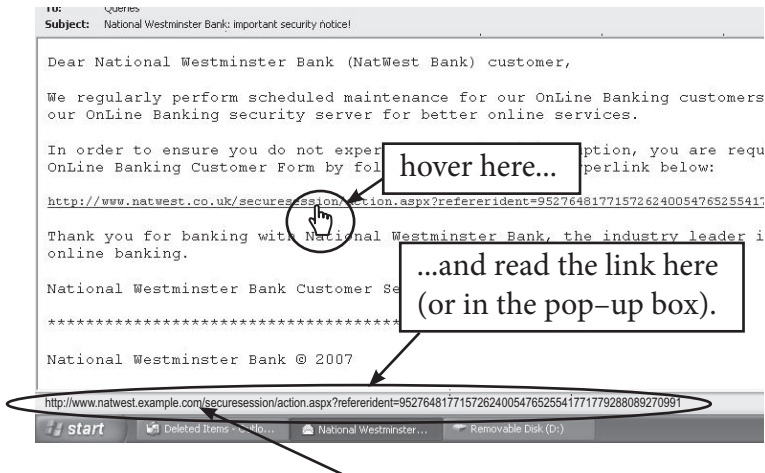 To: Queries
Subject: National Westminster Bank: important security notice!
Dear National Westminster Bank (NatWest Bank) customer,
We regularly perform scheduled maintenance for our OnLine Banking customers
our OnLine Banking security server for better online services.
In order to ensure you do not exper ption, you are requ
OnLine Banking Customer Form by fol perlink below:
hover here...
http://www.natwest.co.uk/securesession/action.aspx?refererident=952764817715726240054765255417
Thank you for banking with National Westminster Bank, the industry leader i
online banking.
...and read the link here
(or in the pop-up box).
National Westminster Bank Customer Se
****************************************
National Westminster Bank © 2007
http://www.natwest.example.com/securesession/action.aspx?refererident=95276481771572624005476525541771779288089270991
start Deleted Items - Outlo... National Westminster... Removable Disk (D:)